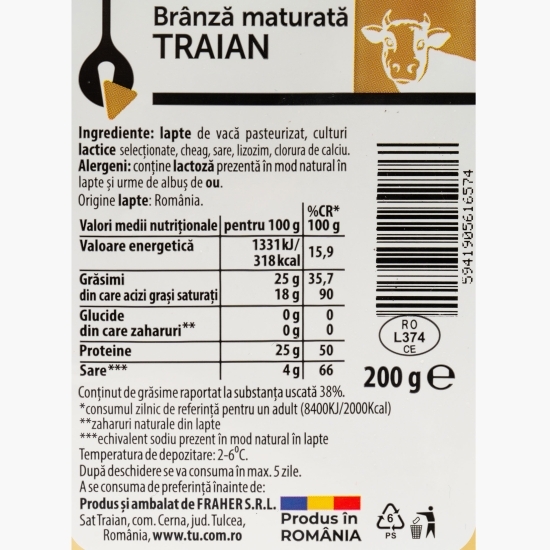 Brânză maturată
TRAIAN
Ingrediente: lapte de vacă pasteurizat, culturi
lactice selecționate, cheag, sare, lizozim, clorura de calciu.
Alergeni: conține lactoză prezentă în mod natural în
lapte și urme de albuș de ou.
Origine lapte: România.
Valori medii nutriționale pentru 100 g %CR* 100 g
Valoare energetică 1331 kJ/ 318 kcal 15,9
Grăsimi 25 g 35,7
din care acizi grași saturați 18 g 90
Glucide 0 g 0
din care zaharuri** 0 g 0
Proteine 25 g 50
Sare*** 4 g 66
5941905616574
RO
L374
CE
200 g e
Conținut de grăsime raportat la substanța uscată 38%.
*consumul zilnic de referință pentru un adult (8400KJ/2000Kcal)
**zaharuri naturale din lapte
***echivalent sodiu prezent în mod natural în lapte
Temperatura de depozitare: 2-6⁰C.
După deschidere se va consuma în max. 5 zile.
A se consuma de preferință înainte de:
Produs și ambalat de FRAHER S.R.L.
Sat Traian, com. Cerna, jud. Tulcea,
România, www.tu.com.ro
Produs în
ROMÂNIA
6
PS